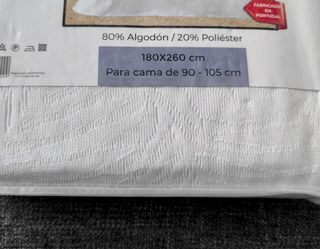 FABRICADO
EN
PORTUGAL
80% Algodón / 20% Poliéster
180X260 cm
Para cama de 90 - 105 cm